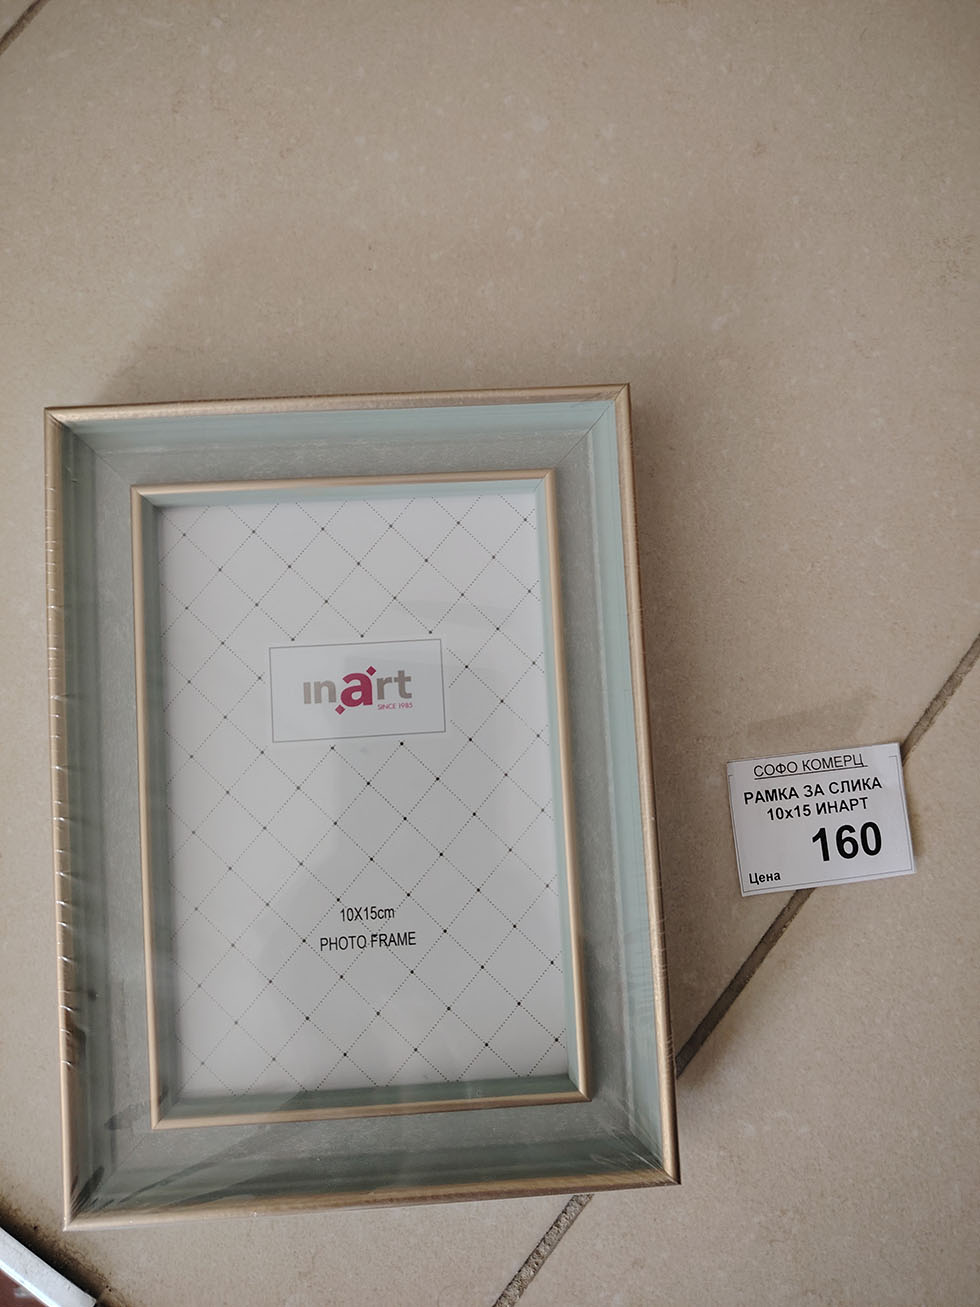 inart
SINCE 1985
10X15cm
PHOTO FRAME
СОФО КОМЕРЦ
РАМКА ЗА СЛИКА
10x15 ИНАРТ
160
Цена